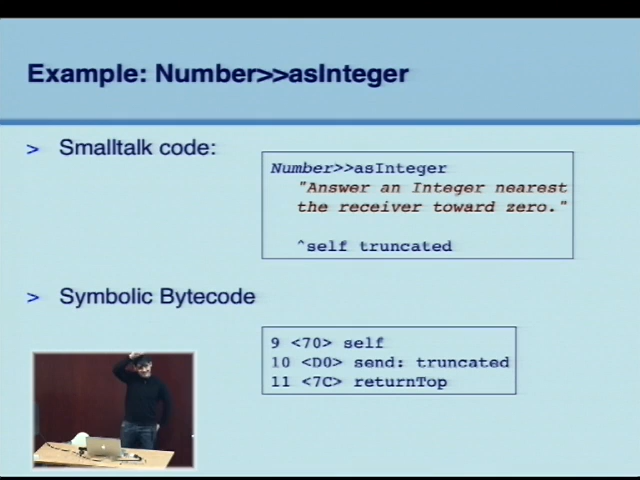 Example: Number>>asInteger
> Smalltalk code:
Number>>asInteger
"Answer an Integer nearest
the receiver toward zero."
^self truncated
> Symbolic Bytecode
9 <70> self
10 <D0> send: truncated
11 <7C> returnTop